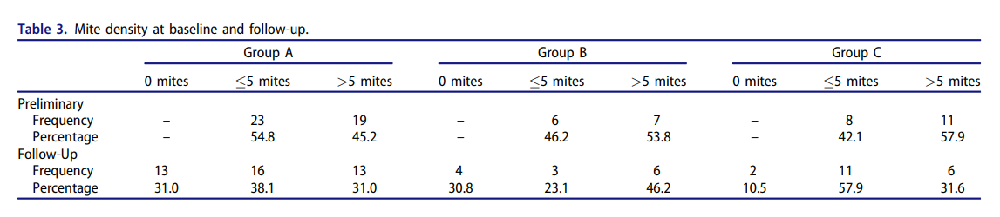 Table 3. Mite density at baseline and follow-up.
Group A Group B Group C
0 mites ≤5 mites >5 mites 0 mites ≤5 mites >5 mites 0 mites ≤5 mites >5 mites
Preliminary
Frequency – 23 19 – 6 7 – 8 11
Percentage – 54.8 45.2 – 46.2 53.8 – 42.1 57.9
Follow-Up
Frequency 13 16 13 4 3 6 2 11 6
Percentage 31.0 38.1 31.0 30.8 23.1 46.2 10.5 57.9 31.6